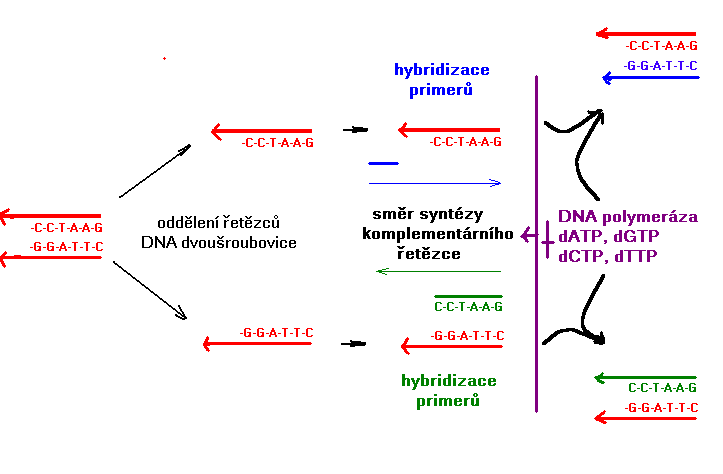 -C-C-T-A-A-G
-G-G-A-T-T-C
hybridizace
primerů
-C-C-T-A-A-G
-C-C-T-A-A-G
-C-C-T-A-A-G
-G-G-A-T-T-C
oddělení řetězců
DNA dvoušroubovice
směr syntézy
komplementárního
řetězce
DNA polymeráza
dATP, dGTP
dCTP, dTTP
C-C-T-A-A-G
-G-G-A-T-T-C
-G-G-A-T-T-C
hybridizace
primerů
C-C-T-A-A-G
-G-G-A-T-T-C